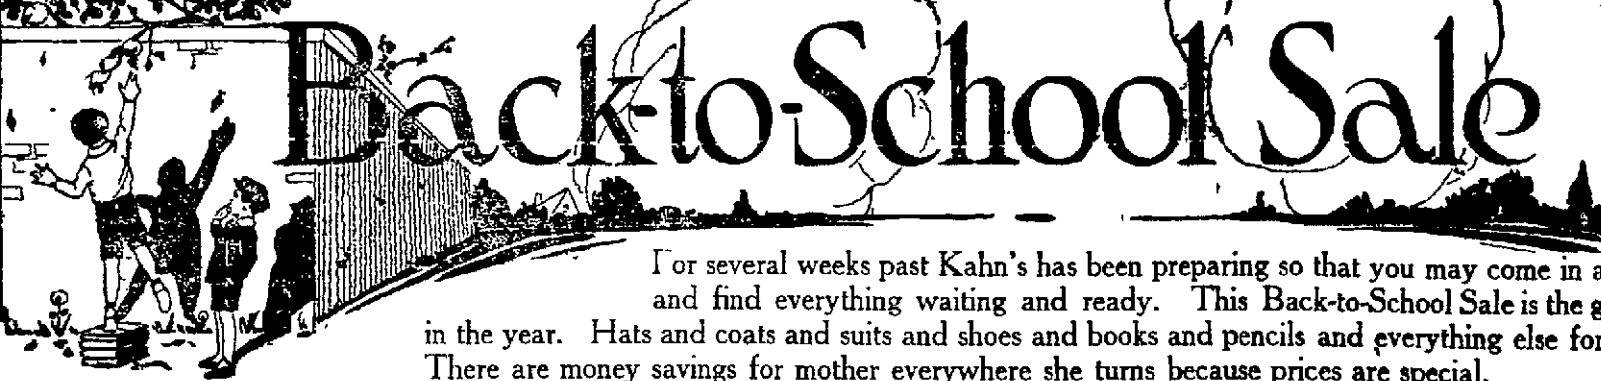 Back-to-School Sale
For several weeks past Kahn's has been preparing so that you may come in
and find everything waiting and ready. This Back-to-School Sale is the
in the year. Hats and coats and suits and shoes and books and pencils and everything else for
There are money savings for mother everywhere she turns because prices are special.